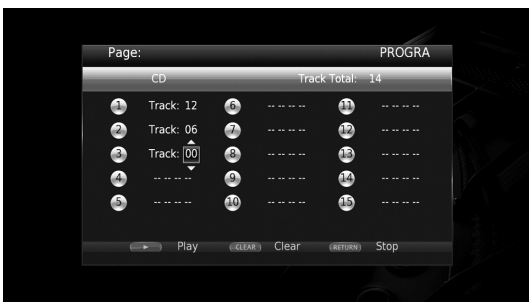 Page: PROGRA
CD Track Total: 14
1 Track: 12 6 -- -- -- -- 11 -- -- -- --
2 Track: 06 7 -- -- -- -- 12 -- -- -- --
3 Track: 00 8 -- -- -- -- 13 -- -- -- --
4 -- -- -- -- 9 -- -- -- -- 14 -- -- -- --
5 -- -- -- -- 10 -- -- -- -- 15 -- -- -- --
Play CLEAR Clear RETURN Stop